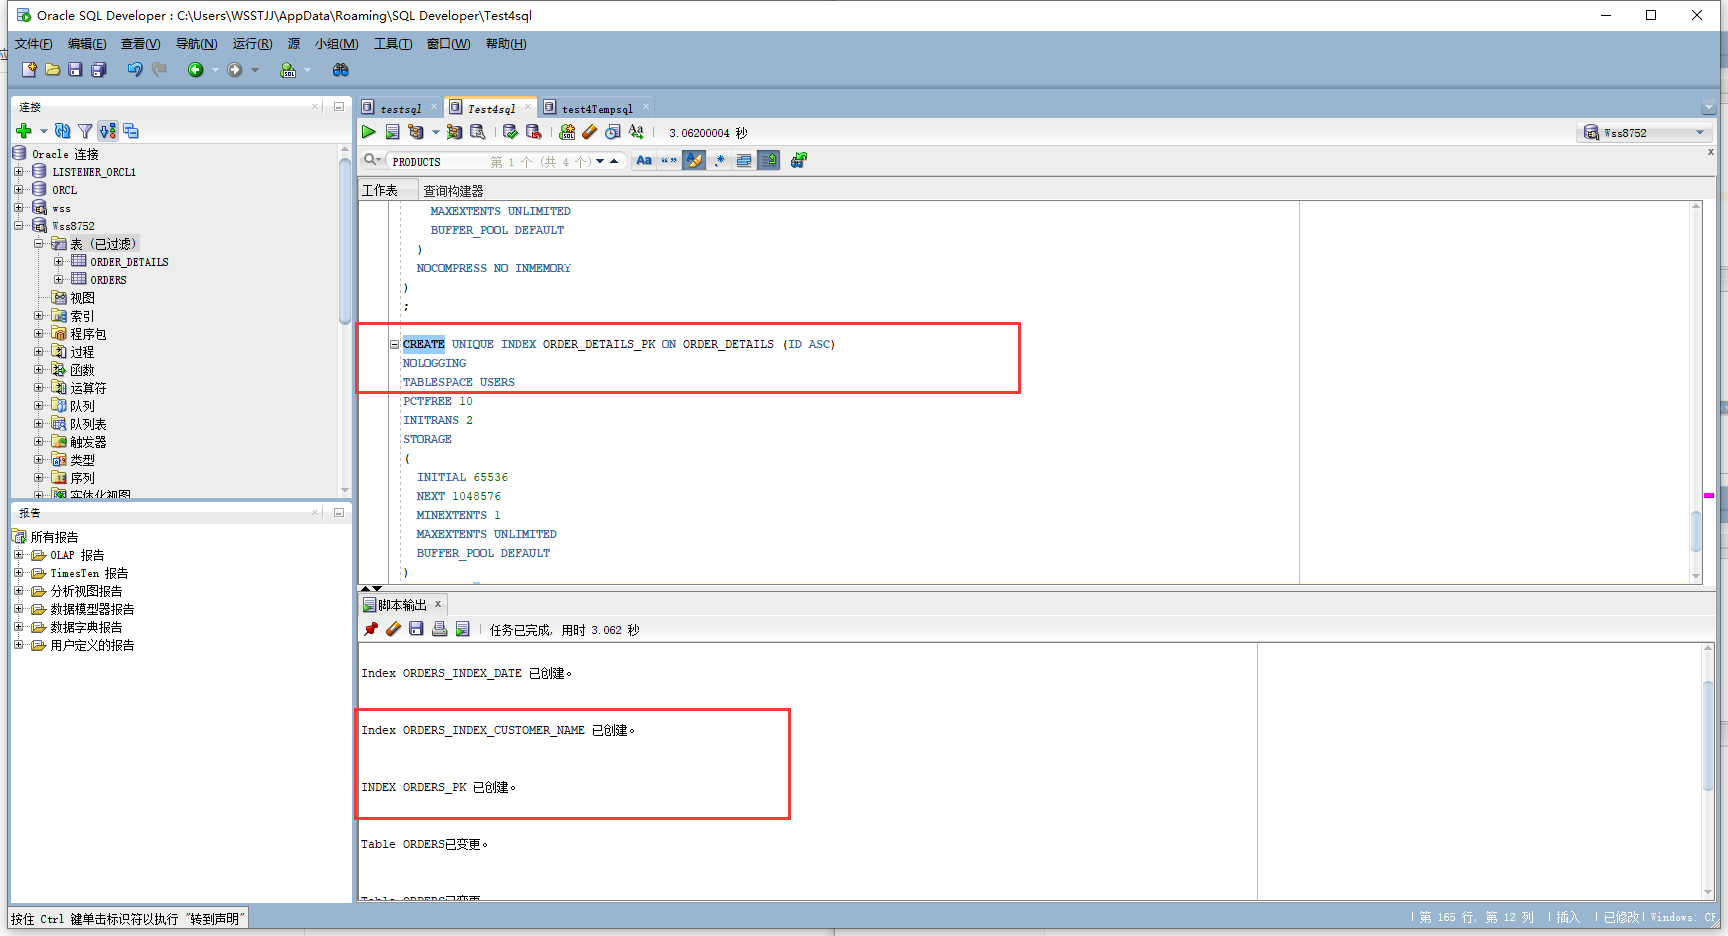 Oracle SQL Developer : C:\Users\WSSTJJ\AppData\Roaming\SQL Developer\Test4sql
文件(F) 编辑(E) 查看(V) 导航(N) 运行(R) 源 小组(M) 工具(T) 窗口(W) 帮助(H)
连接
Oracle 连接
LISTENER_ORCL1
ORCL
wss
Wss8752
表 (已过滤)
ORDER_DETAILS
ORDERS
视图
索引
程序包
过程
函数
运算符
队列
队列表
触发器
类型
序列
实体化视图
报告
所有报告
OLAP 报告
TimesTen 报告
分析视图报告
数据模型器报告
数据字典报告
用户定义的报告
testsql Test4sql test4Tempsql
3.06200004 秒
Wss8752
PRODUCTS 第 1 个 (共 4 个)
工作表 查询构建器
MAXEXTENTS UNLIMITED
BUFFER_POOL DEFAULT
)
NOCOMPRESS NO INMEMORY
)
;
CREATE UNIQUE INDEX ORDER_DETAILS_PK ON ORDER_DETAILS (ID ASC)
NOLOGGING
TABLESPACE USERS
PCTFREE 10
INITRANS 2
STORAGE
(
INITIAL 65536
NEXT 1048576
MINEXTENTS 1
MAXEXTENTS UNLIMITED
BUFFER_POOL DEFAULT
)
脚本输出
任务已完成, 用时 3.062 秒
Index ORDERS_INDEX_DATE 已创建。
Index ORDERS_INDEX_CUSTOMER_NAME 已创建。
INDEX ORDERS_PK 已创建。
Table ORDERS已变更。
Table ORDERS已变更
按住 Ctrl 键单击标识符以执行 "转到声明"
第 165 行, 第 12 列 插入 已修改 Windows: CR